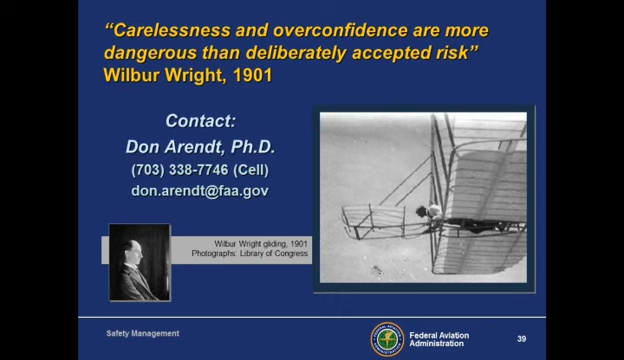 “Carelessness and overconfidence are more
dangerous than deliberately accepted risk”
Wilbur Wright, 1901
Contact:
Don Arendt, Ph.D.
(703) 338-7746 (Cell)
don.arendt@faa.gov
Wilbur Wright gliding, 1901
Photographs: Library of Congress
Safety Management
Federal Aviation
Administration
39